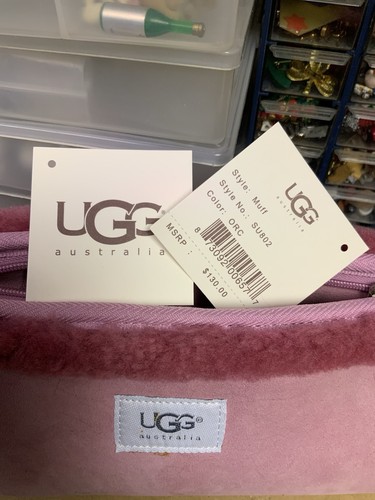 UGG
australia
UGG
australia
Style: Muff
Style No.: SU802
Color: ORC
MSRP :
$130.00
UGG®
australia